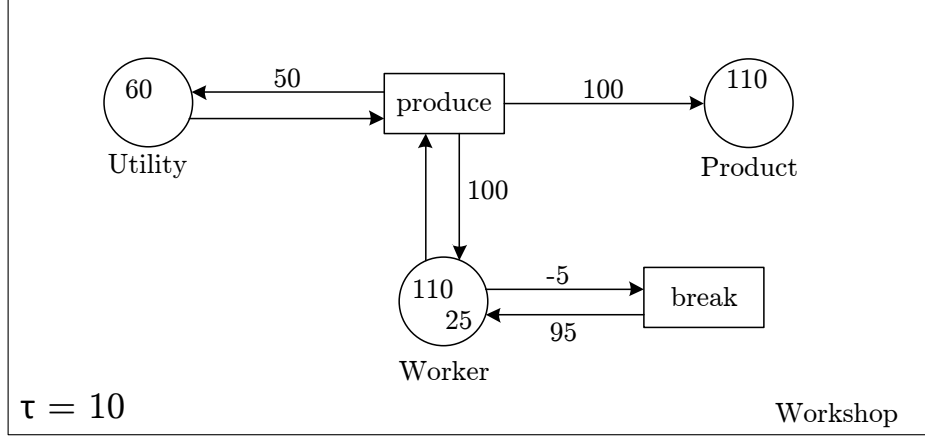 50
60
produce
100
110
Utility
Product
100
110
25
-5
break
95
Worker
τ = 10
Workshop